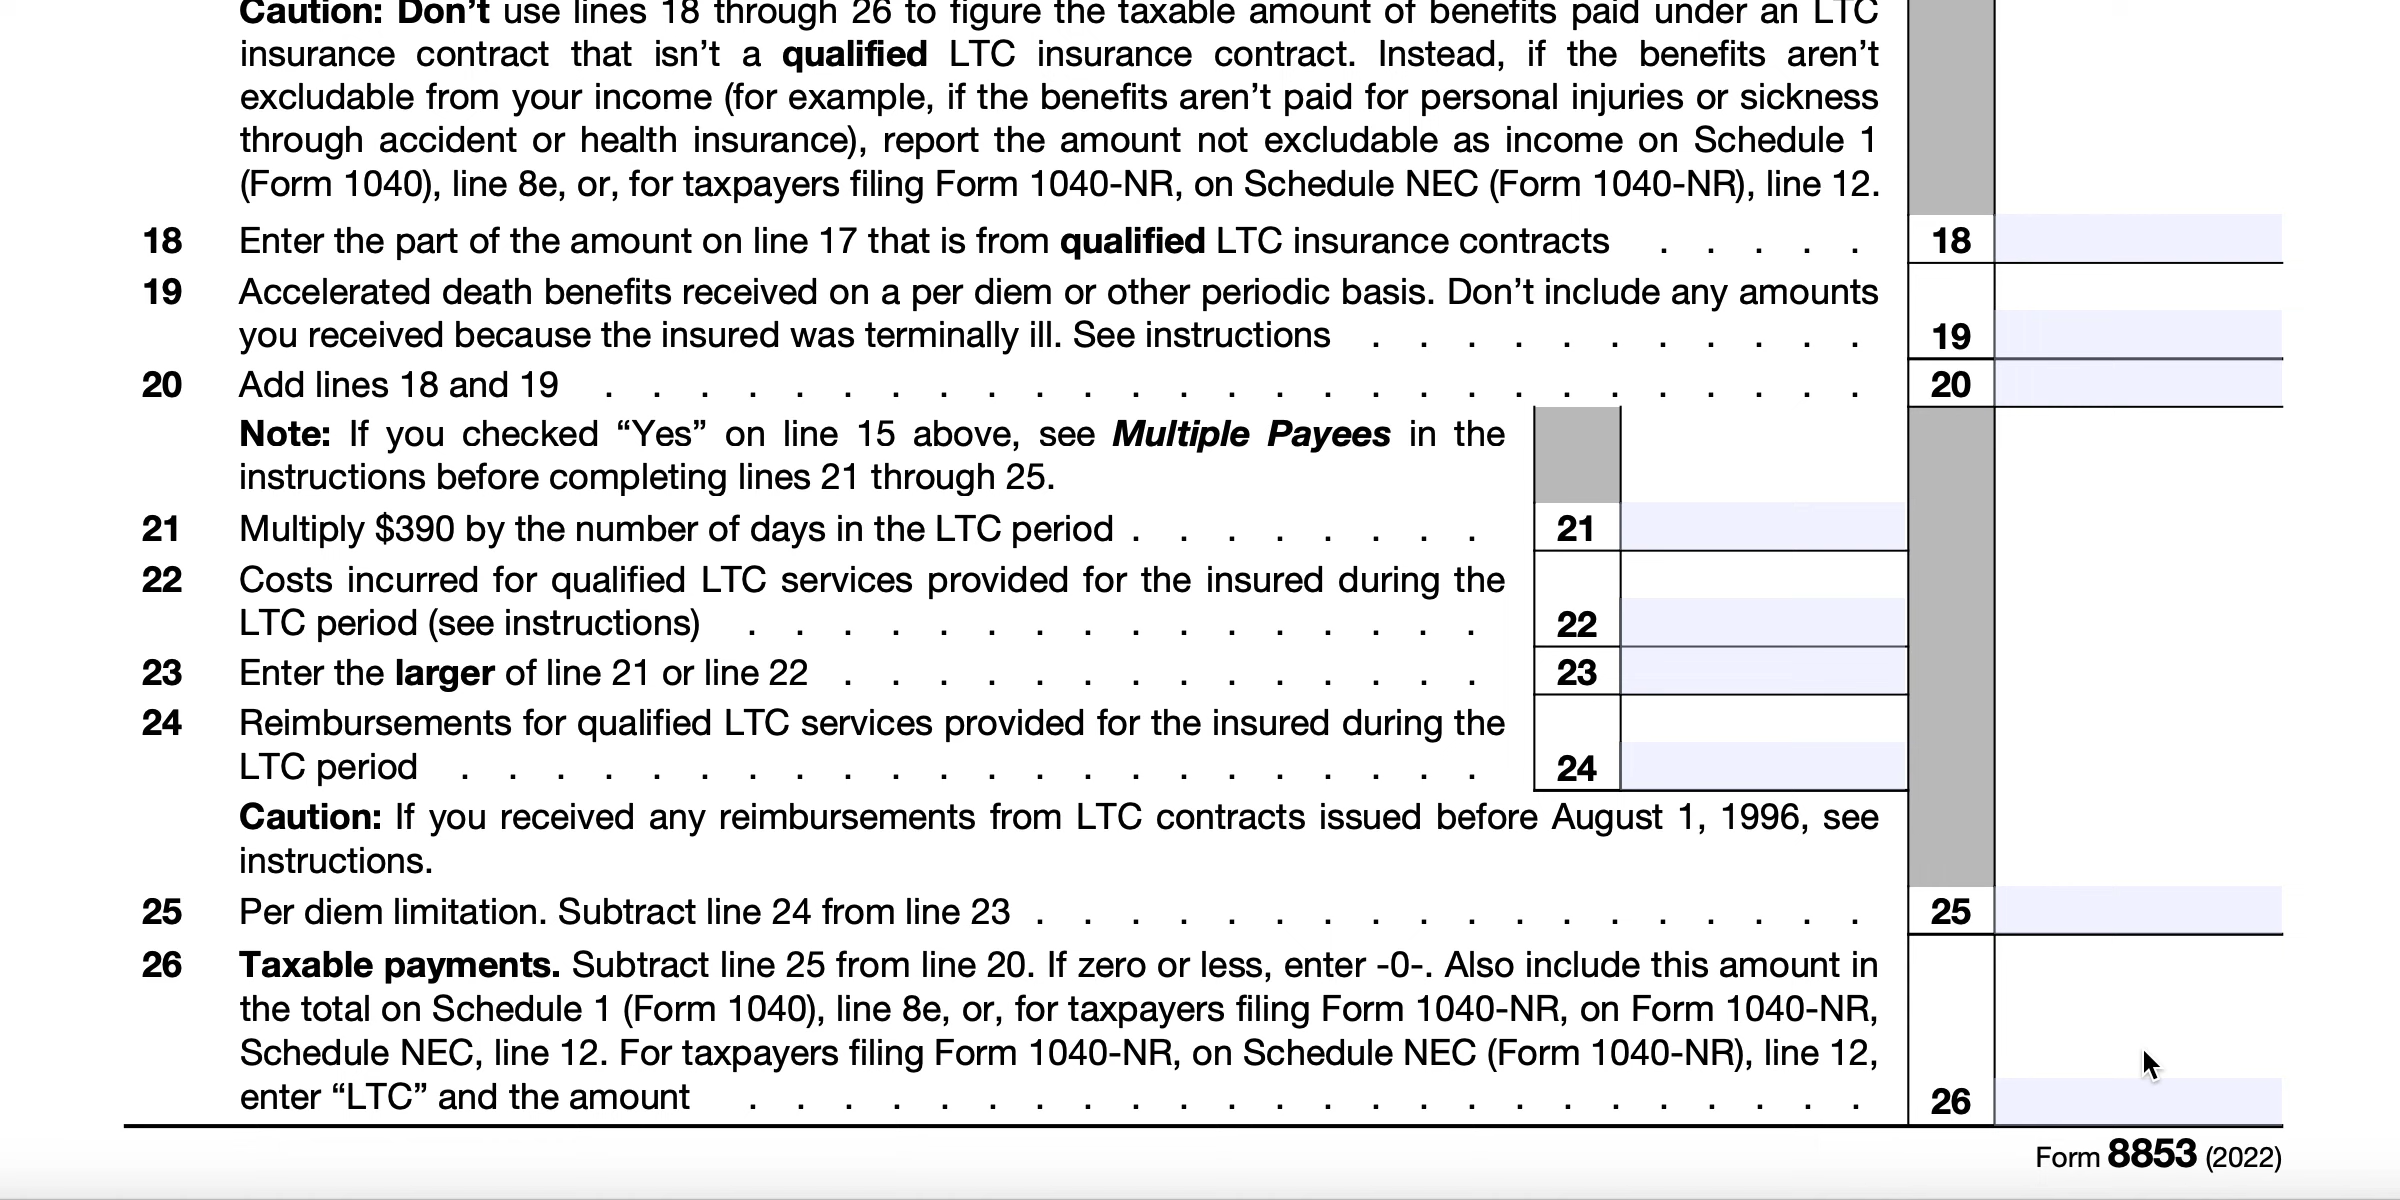 Caution: Don’t use lines 18 through 26 to figure the taxable amount of benefits paid under an LTC
insurance contract that isn’t a qualified LTC insurance contract. Instead, if the benefits aren’t
excludable from your income (for example, if the benefits aren’t paid for personal injuries or sickness
through accident or health insurance), report the amount not excludable as income on Schedule 1
(Form 1040), line 8e, or, for taxpayers filing Form 1040-NR, on Schedule NEC (Form 1040-NR), line 12.
18 Enter the part of the amount on line 17 that is from qualified LTC insurance contracts . . . . . 18
19 Accelerated death benefits received on a per diem or other periodic basis. Don’t include any amounts
you received because the insured was terminally ill. See instructions . . . . . . . . . . . 19
20 Add lines 18 and 19 . . . . . . . . . . . . . . . . . . . . . . . . . . . 20
Note: If you checked “Yes” on line 15 above, see Multiple Payees in the
instructions before completing lines 21 through 25.
21 Multiply $390 by the number of days in the LTC period . . . . . . . . 21
22 Costs incurred for qualified LTC services provided for the insured during the
LTC period (see instructions) . . . . . . . . . . . . . . . . 22
23 Enter the larger of line 21 or line 22 . . . . . . . . . . . . . . 23
24 Reimbursements for qualified LTC services provided for the insured during the
LTC period . . . . . . . . . . . . . . . . . . . . . . 24
Caution: If you received any reimbursements from LTC contracts issued before August 1, 1996, see
instructions.
25 Per diem limitation. Subtract line 24 from line 23 . . . . . . . . . . . . . . . . . . 25
26 Taxable payments. Subtract line 25 from line 20. If zero or less, enter -0-. Also include this amount in
the total on Schedule 1 (Form 1040), line 8e, or, for taxpayers filing Form 1040-NR, on Form 1040-NR,
Schedule NEC, line 12. For taxpayers filing Form 1040-NR, on Schedule NEC (Form 1040-NR), line 12,
enter “LTC” and the amount . . . . . . . . . . . . . . . . . . . . . . . . 26
Form 8853 (2022)